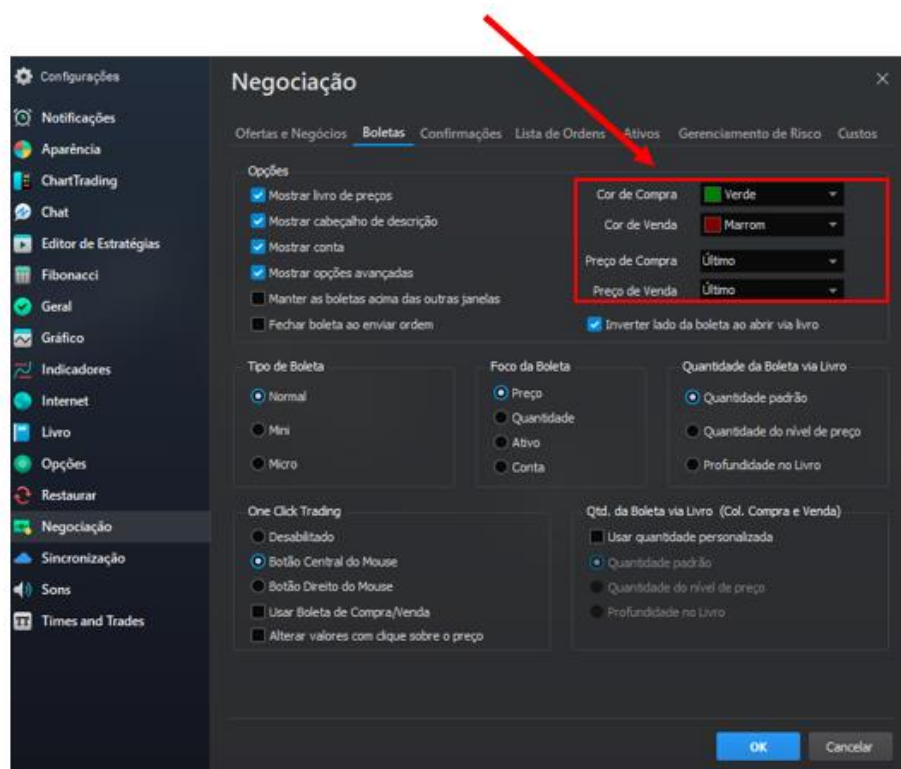 Configurações
Notificações
Aparência
ChartTrading
Chat
Editor de Estratégias
Fibonacci
Geral
Gráfico
Indicadores
Internet
Livro
Opções
Restaurar
Negociação
Sincronização
Sons
Times and Trades
Negociação
Ofertas e Negócios Boletas Confirmações Lista de Ordens Ativos Gerenciamento de Risco Custos
Opções
Mostrar livro de preços
Mostrar cabeçalho de descrição
Mostrar conta
Mostrar opções avançadas
Manter as boletas acima das outras janelas
Fechar boleta ao enviar ordem
Cor de Compra Verde
Cor de Venda Marrom
Preço de Compra Último
Preço de Venda Último
Inverter lado da boleta ao abrir via livro
Tipo de Boleta
Normal
Mini
Micro
Foco da Boleta
Preço
Quantidade
Ativo
Conta
Quantidade da Boleta via Livro
Quantidade padrão
Quantidade do nível de preço
Profundidade no Livro
One Click Trading
Desabilitado
Botão Central do Mouse
Botão Direito do Mouse
Usar Boleta de Compra/Venda
Alterar valores com clique sobre o preço
Qtd. da Boleta via Livro (Col. Compra e Venda)
Usar quantidade personalizada
Quantidade padrão
Quantidade do nível de preço
Profundidade no Livro
OK Cancelar